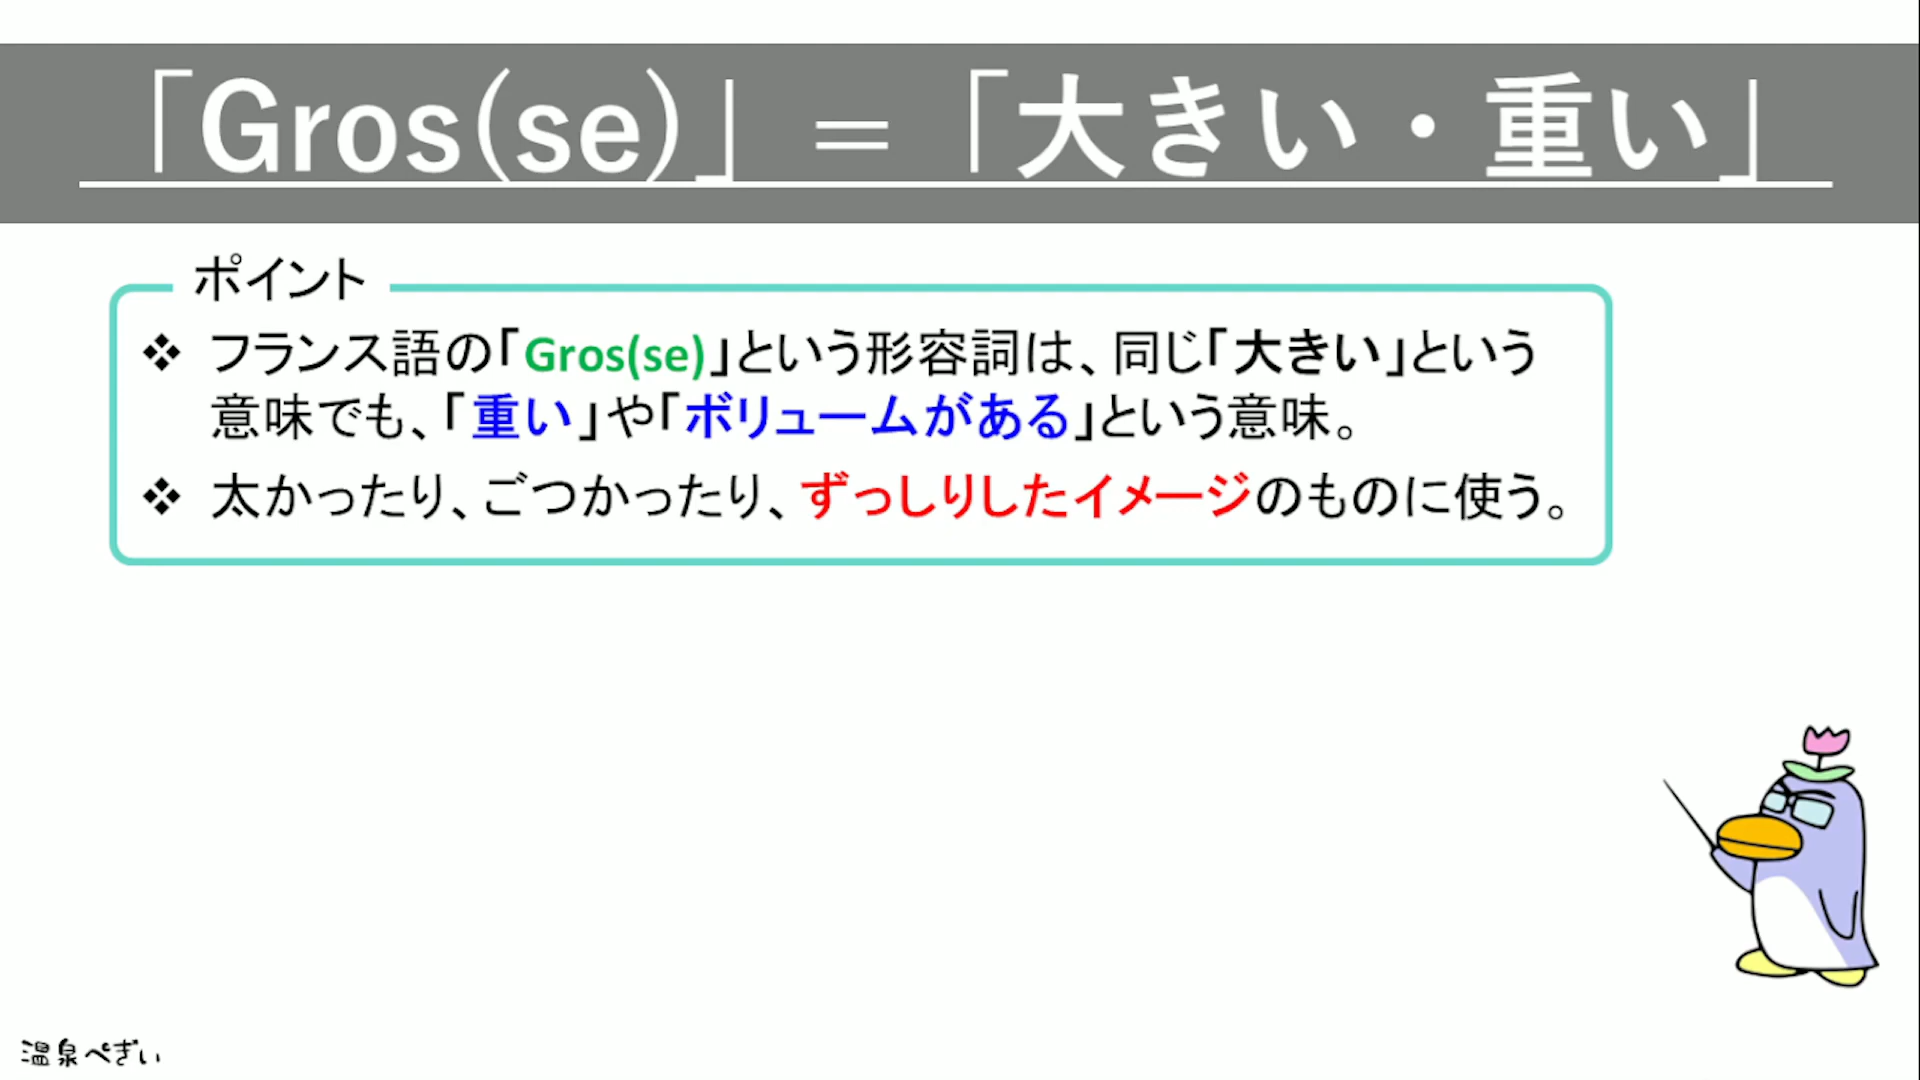 「Gros(se)」=「大きい・重い」
ポイント
❖ フランス語の「Gros(se)」という形容詞は、同じ「大きい」という
意味でも、「重い」や「ボリュームがある」という意味。
❖ 太かったり、ごつかったり、ずっしりしたイメージのものに使う。
温泉ぺぎぃ